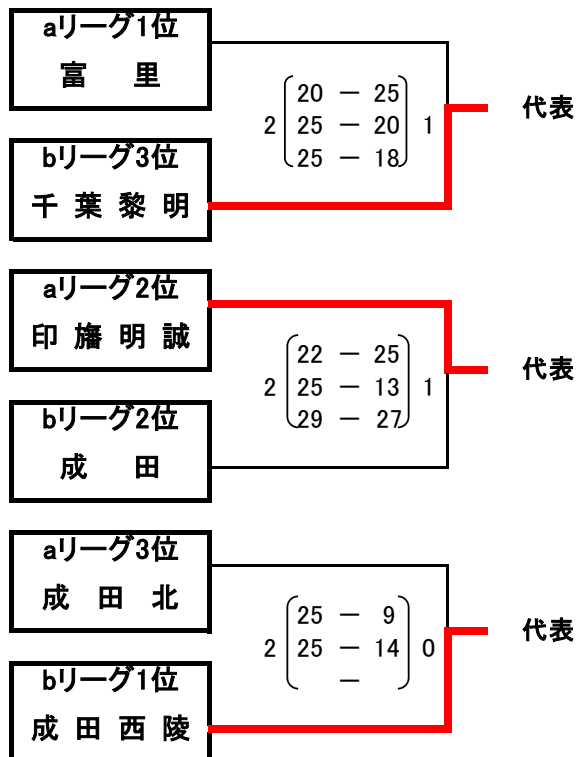 aリーグ1位
富 里
20 － 25
2 25 － 20 1
25 － 18
代表
bリーグ3位
千 葉 黎 明
aリーグ2位
印 旛 明 誠
22 － 25
2 25 － 13 1
29 － 27
代表
bリーグ2位
成 田
aリーグ3位
成 田 北
25 － 9
2 25 － 14 0
－
代表
bリーグ1位
成 田 西 陵